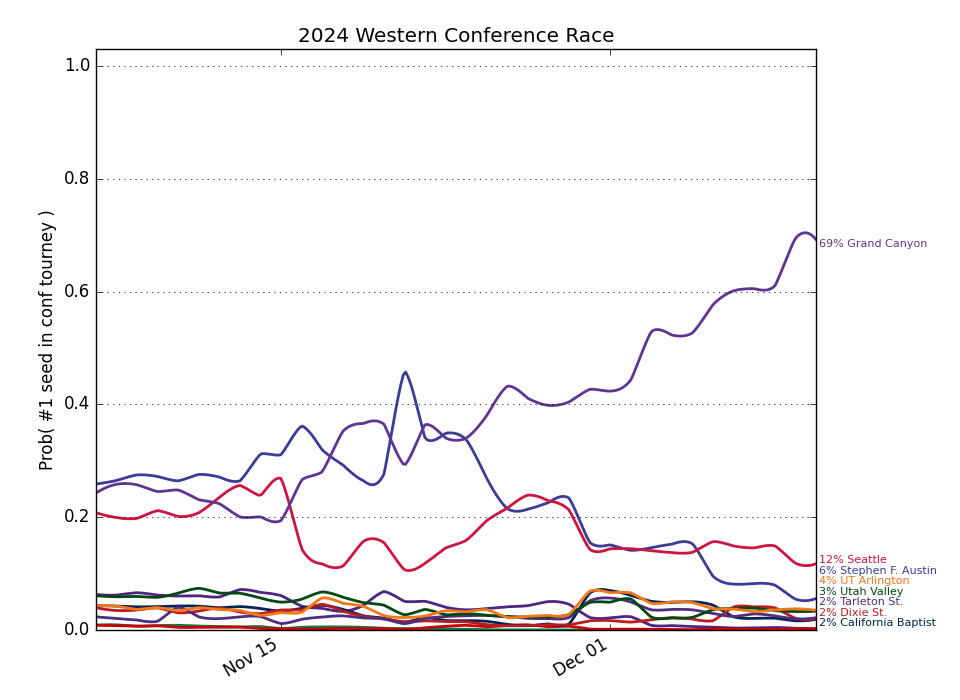 2024 Western Conference Race
Prob( #1 seed in conf tourney )
1.0
0.8
0.6
0.4
0.2
0.0
Nov 15
Dec 01
69% Grand Canyon
12% Seattle
6% Stephen F. Austin
4% UT Arlington
3% Utah Valley
2% Tarleton St.
2% Dixie St.
2% California Baptist